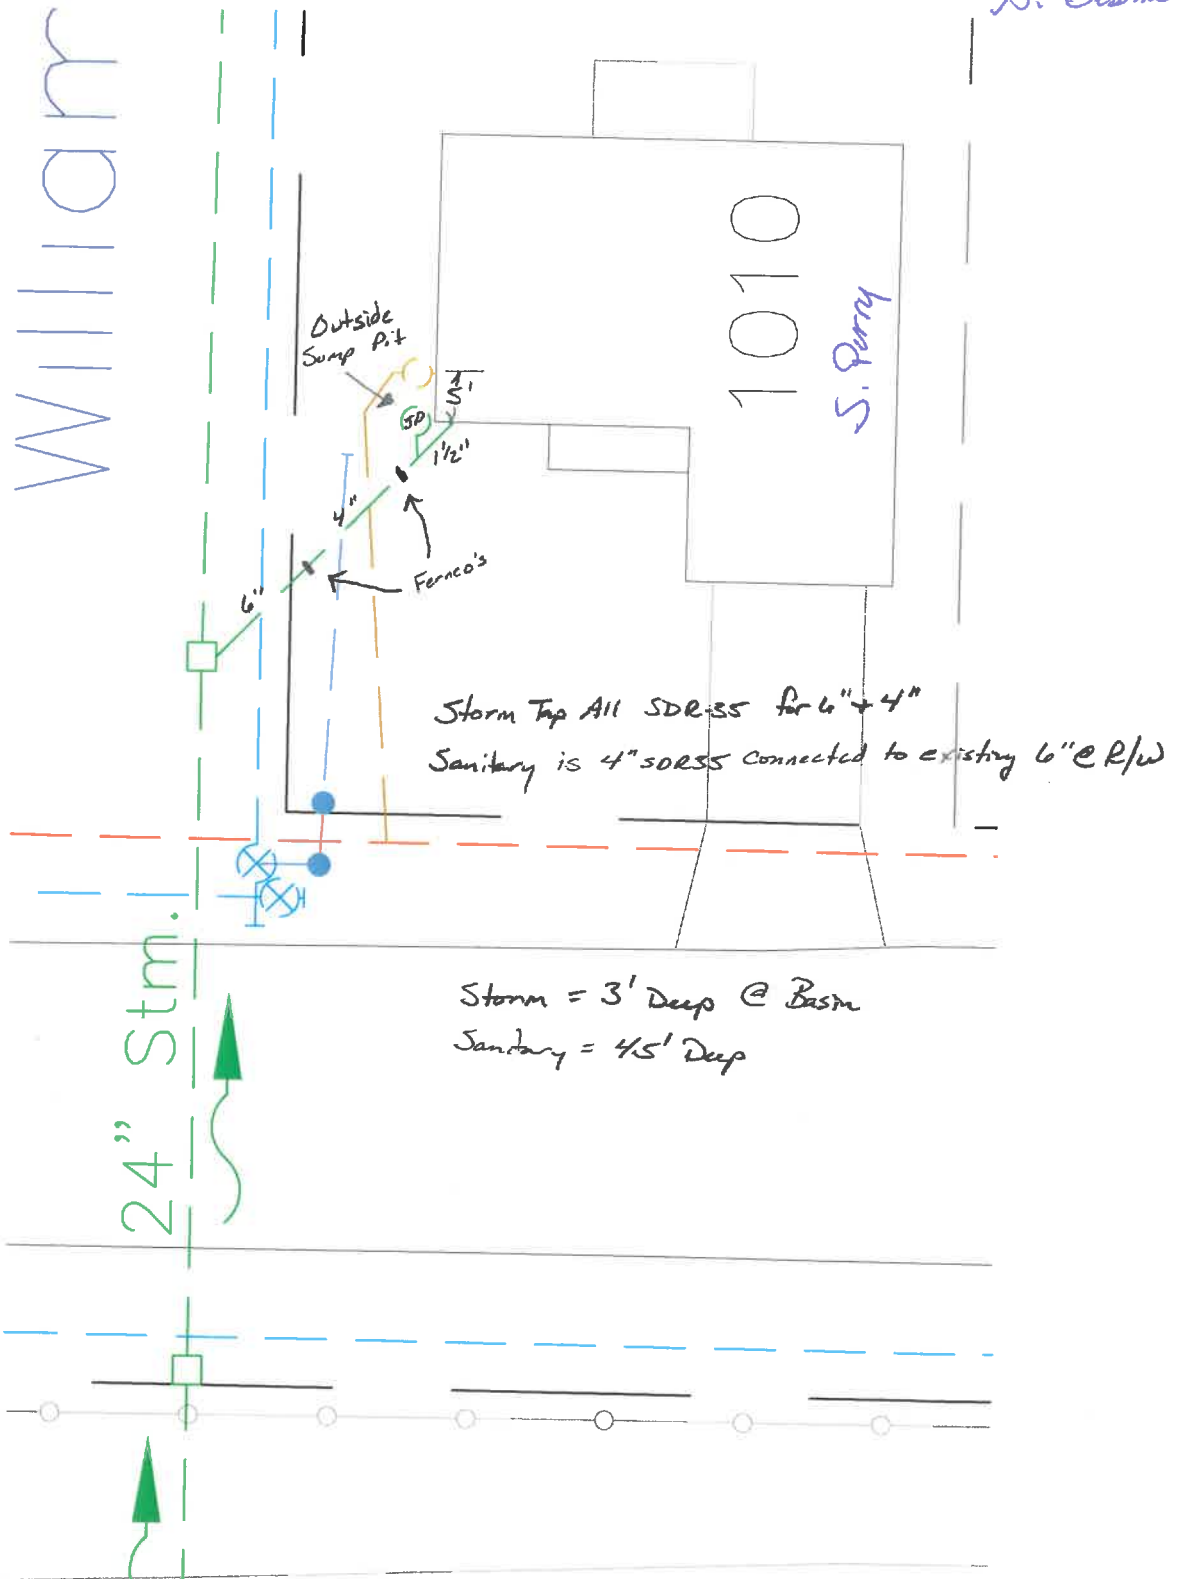 William
1010
S. Perry
Outside
Sump Pit
5'
SP
1 1/2"
4"
Fernco's
6"
Storm Tap All SDR-35 for 6" + 4"
Sanitary is 4" SDR35 connected to existing 6" @ R/W
24" Stm.
Storm = 3' Deep @ Basin
Sanitary = 4.5' Deep